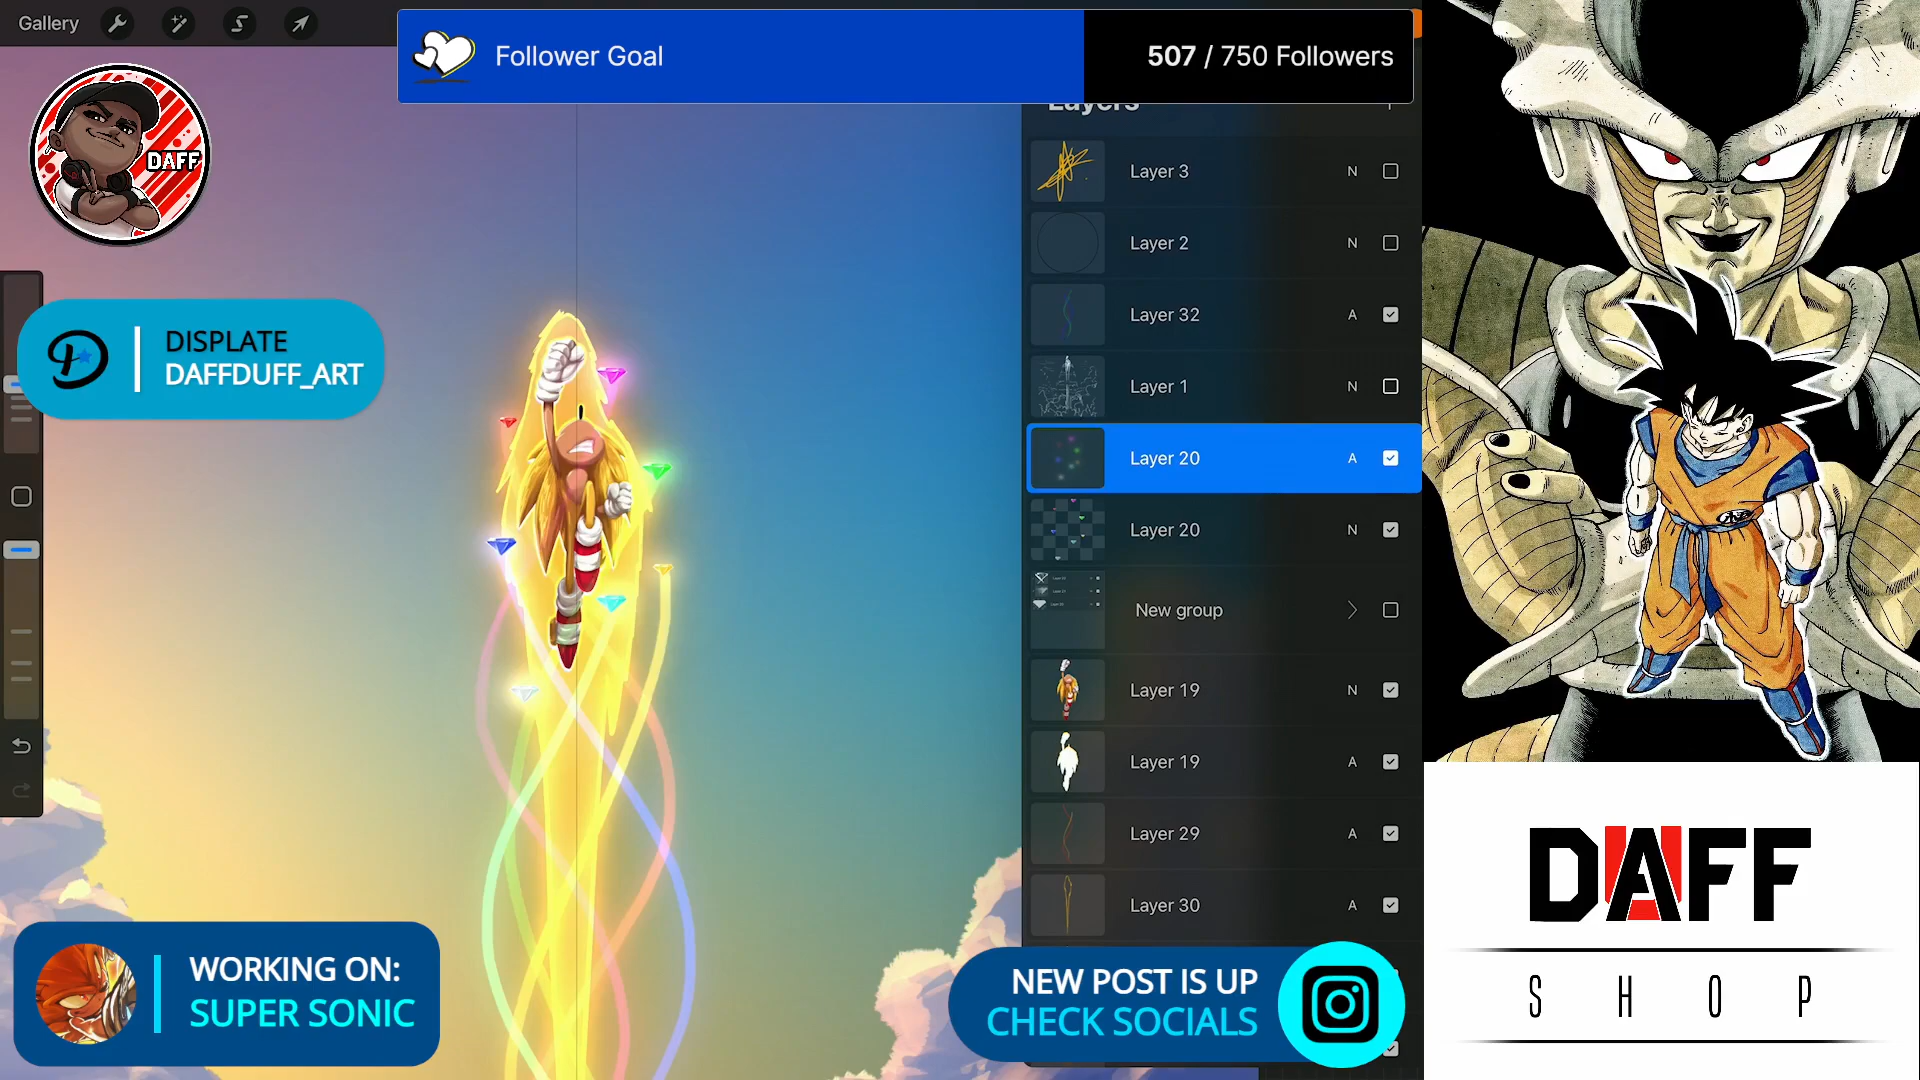 Gallery
Follower Goal
507 / 750 Followers
Layers
DAFF
Layer 3 N
Layer 2 N
Layer 32 A
DISPLATE
DAFFDUFF_ART
Layer 1 N
Layer 20 A
Layer 20 N
New group
Layer 19 N
Layer 19 A
Layer 29 A
Layer 30 A
WORKING ON:
SUPER SONIC
NEW POST IS UP
CHECK SOCIALS
DAFF
SHOP